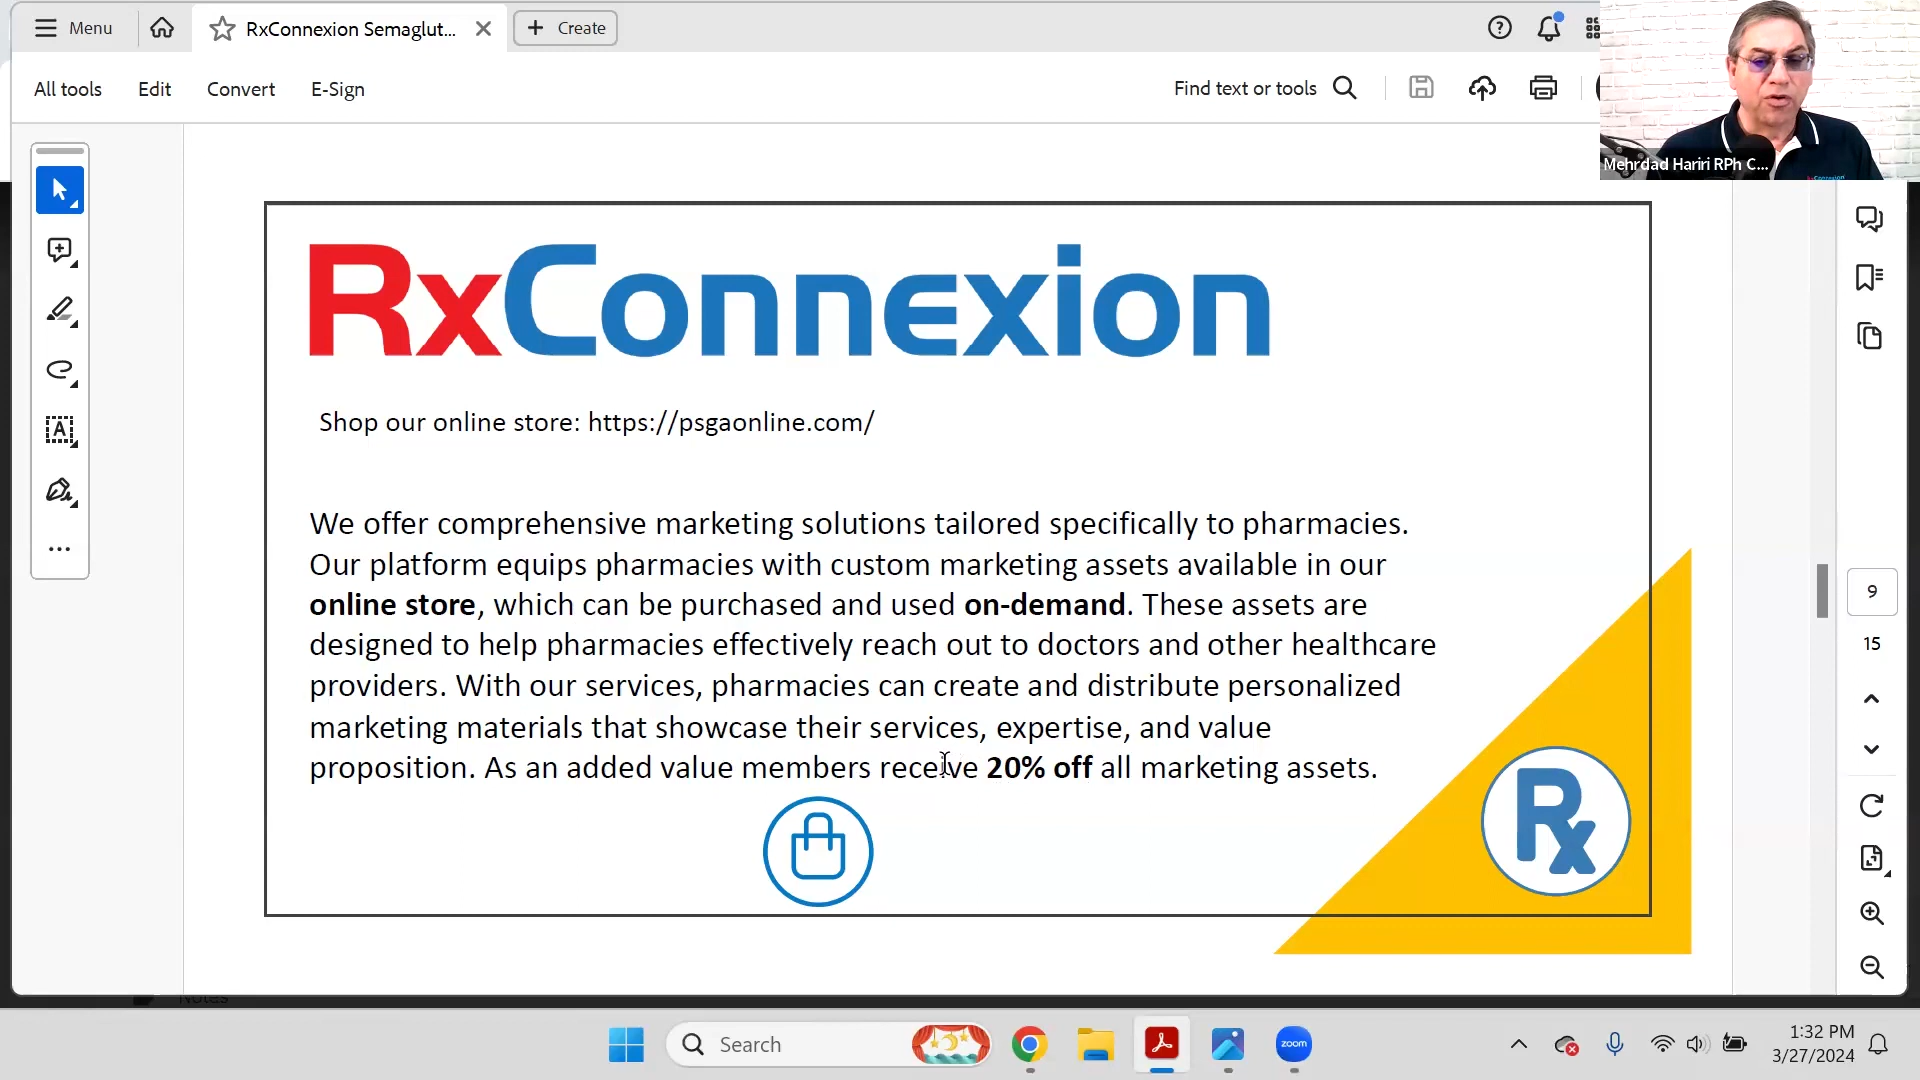 Menu
RxConnexion Semaglut...
Create
All tools
Edit
Convert
E-Sign
Find text or tools
Mehrdad Hariri RPh C...
RxConnexion
Shop our online store: https://psgaonline.com/
We offer comprehensive marketing solutions tailored specifically to pharmacies.
Our platform equips pharmacies with custom marketing assets available in our
online store, which can be purchased and used on-demand. These assets are
designed to help pharmacies effectively reach out to doctors and other healthcare
providers. With our services, pharmacies can create and distribute personalized
marketing materials that showcase their services, expertise, and value
proposition. As an added value members receive 20% off all marketing assets.
Rx
9
15
Notes
Search
zoom
1:32 PM
3/27/2024